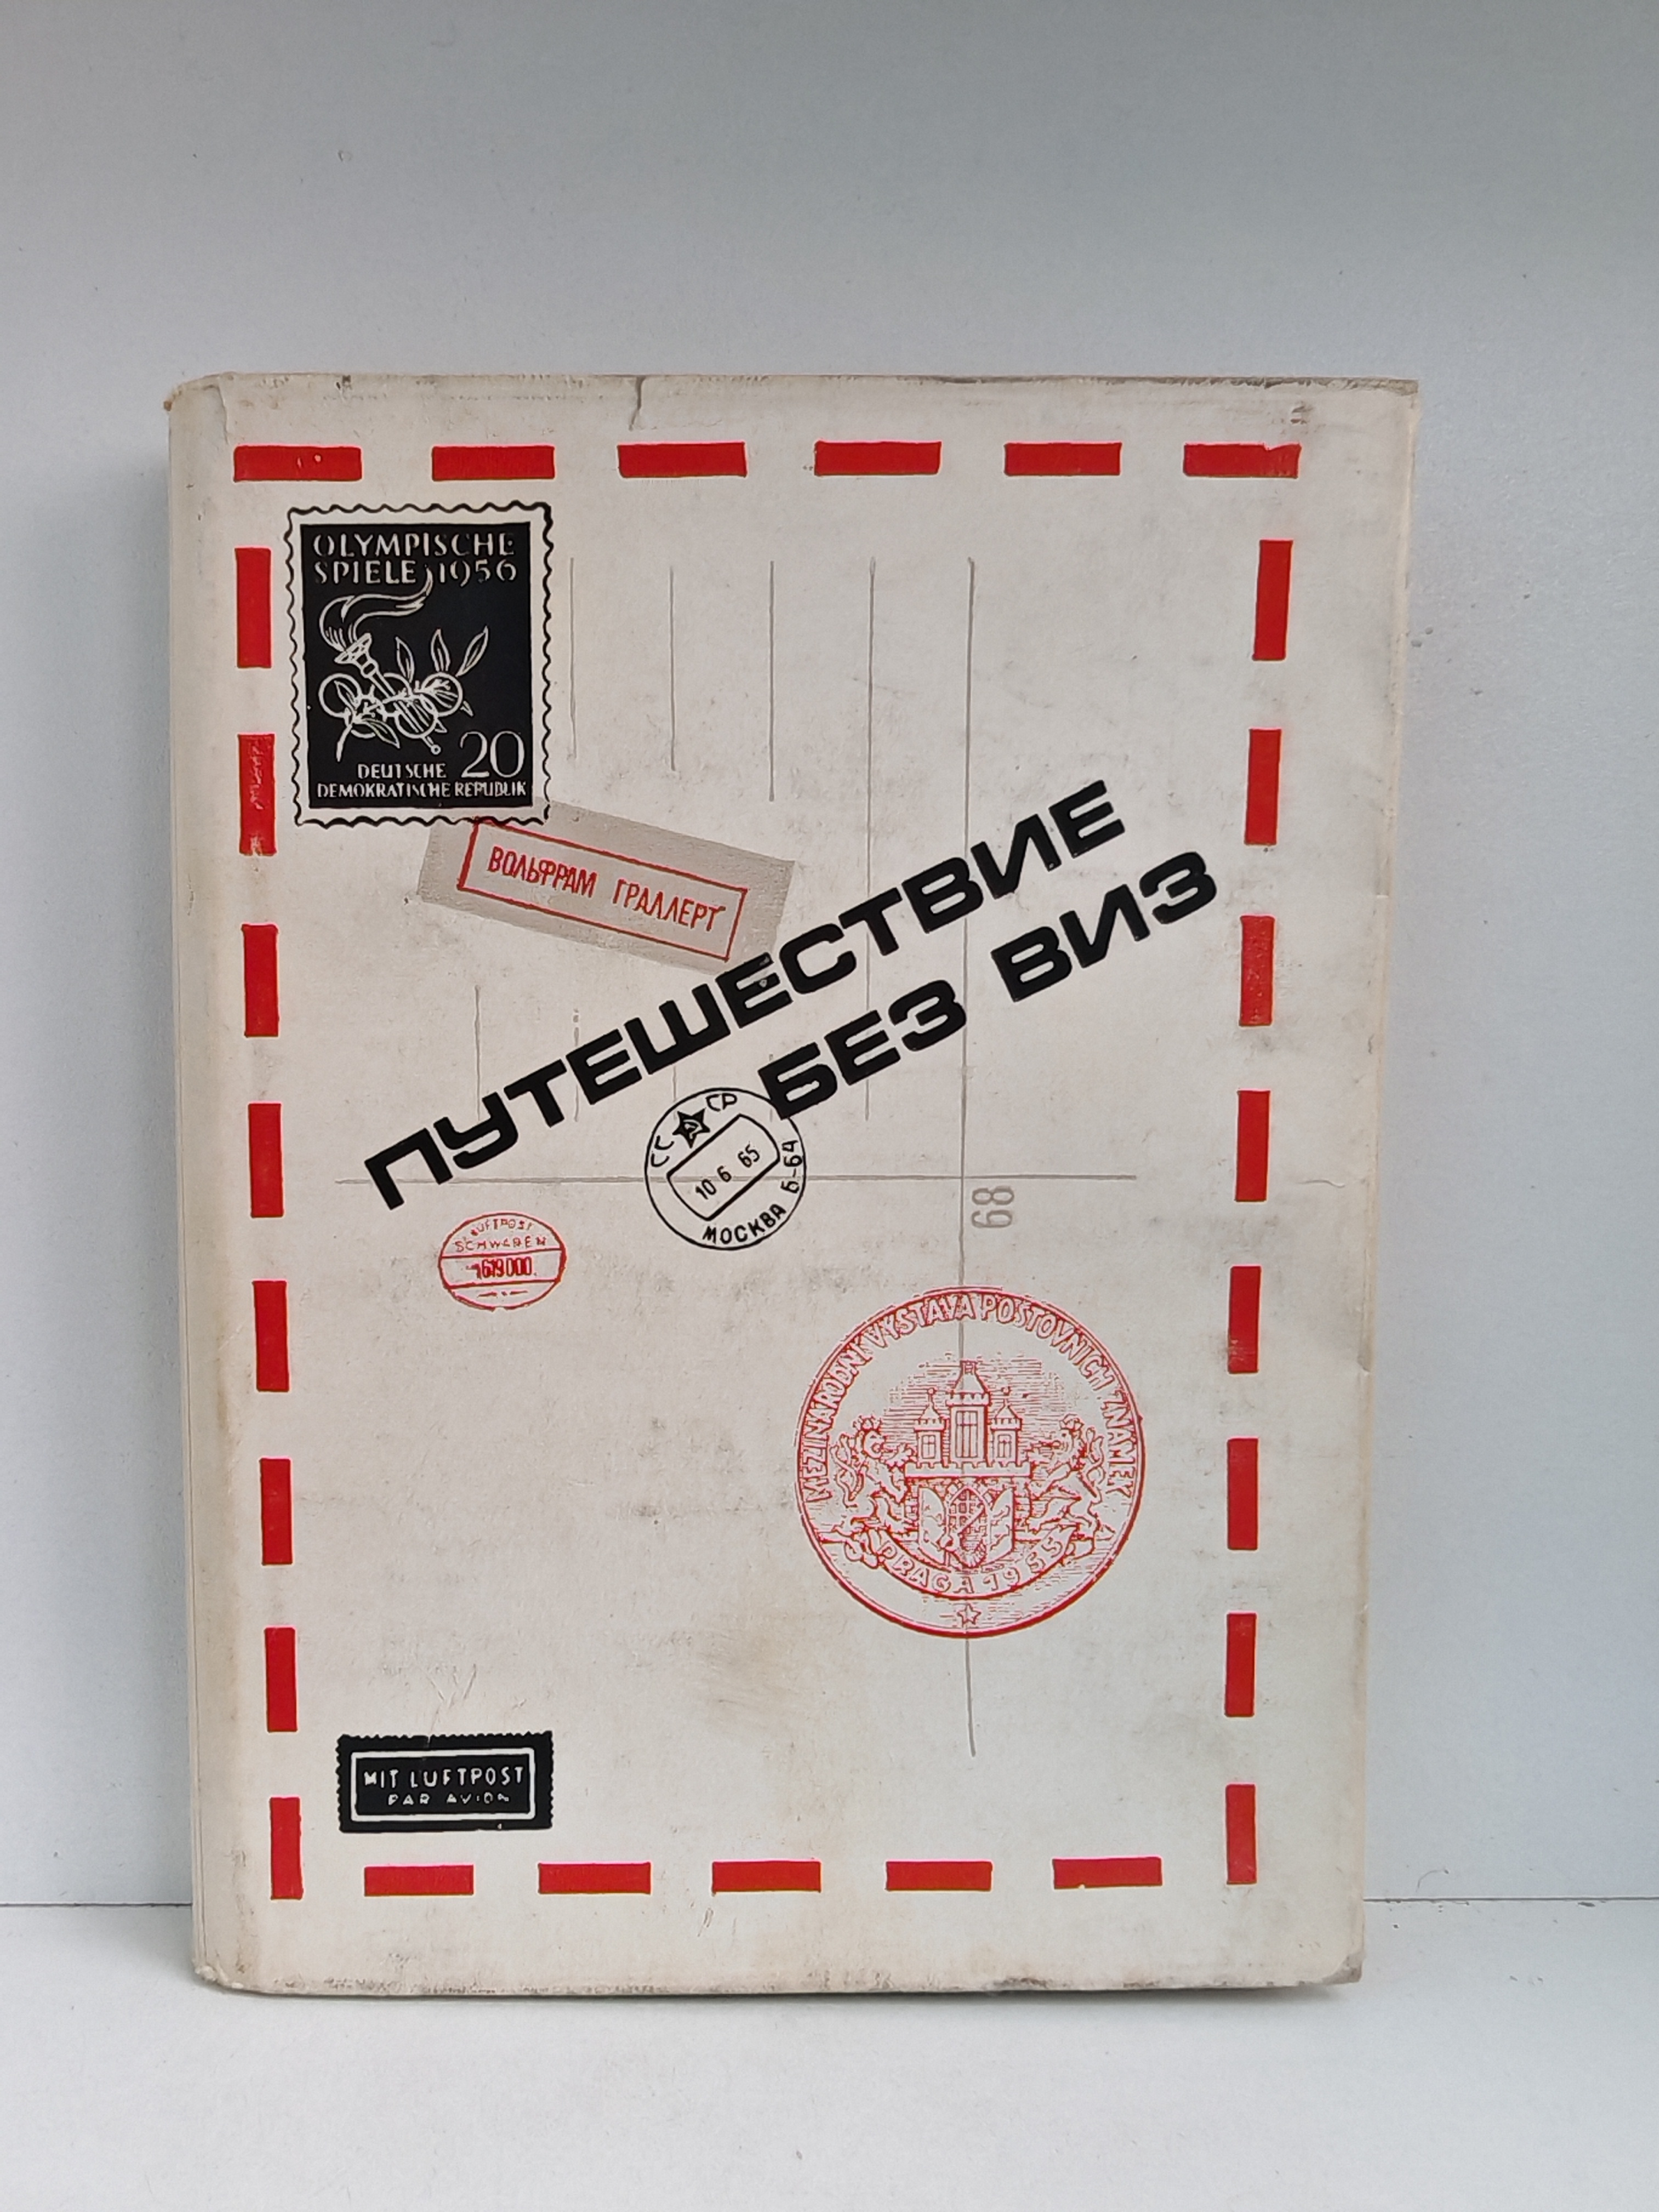 OLYMPISCHE
SPIELE 1956
20
DEUTSCHE
DEMOKRATISCHE REPUBLIK
ВОЛЬФРАМ ГРАЛЛЕРТ
ПУТЕШЕСТВИЕ
БЕЗ ВИЗ
СССР
10 6 65
МОСКВА Б-64
68
LUFTPOST
SCHWABEN
619000
MEZINÁRODNÍ VÝSTAVA POŠTOVNÍCH ZNÁMEK
PRAGA 1955
MIT LUFTPOST
PAR AVION